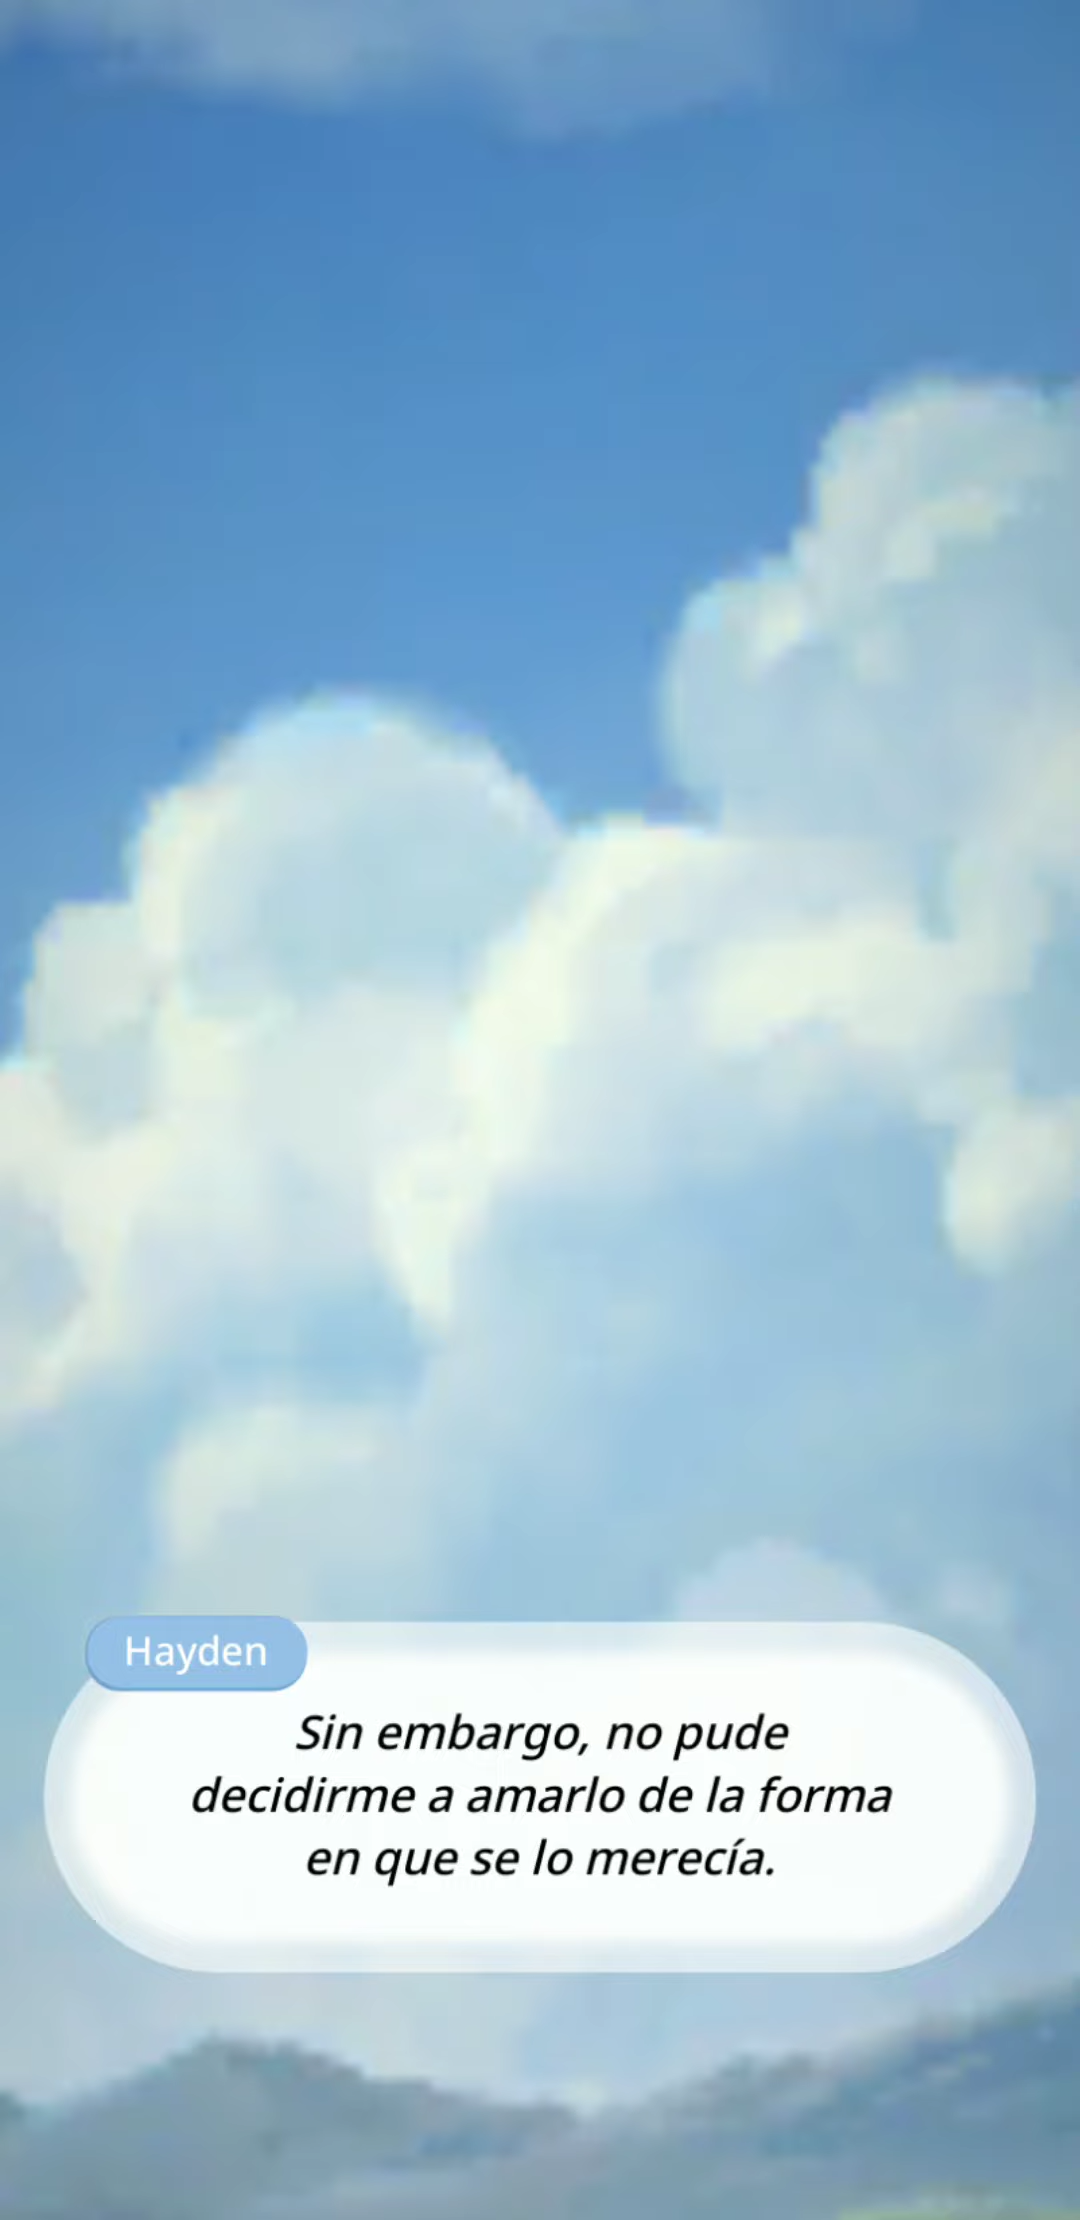 Hayden
Sin embargo, no pude
decidirme a amarlo de la forma
en que se lo merecía.